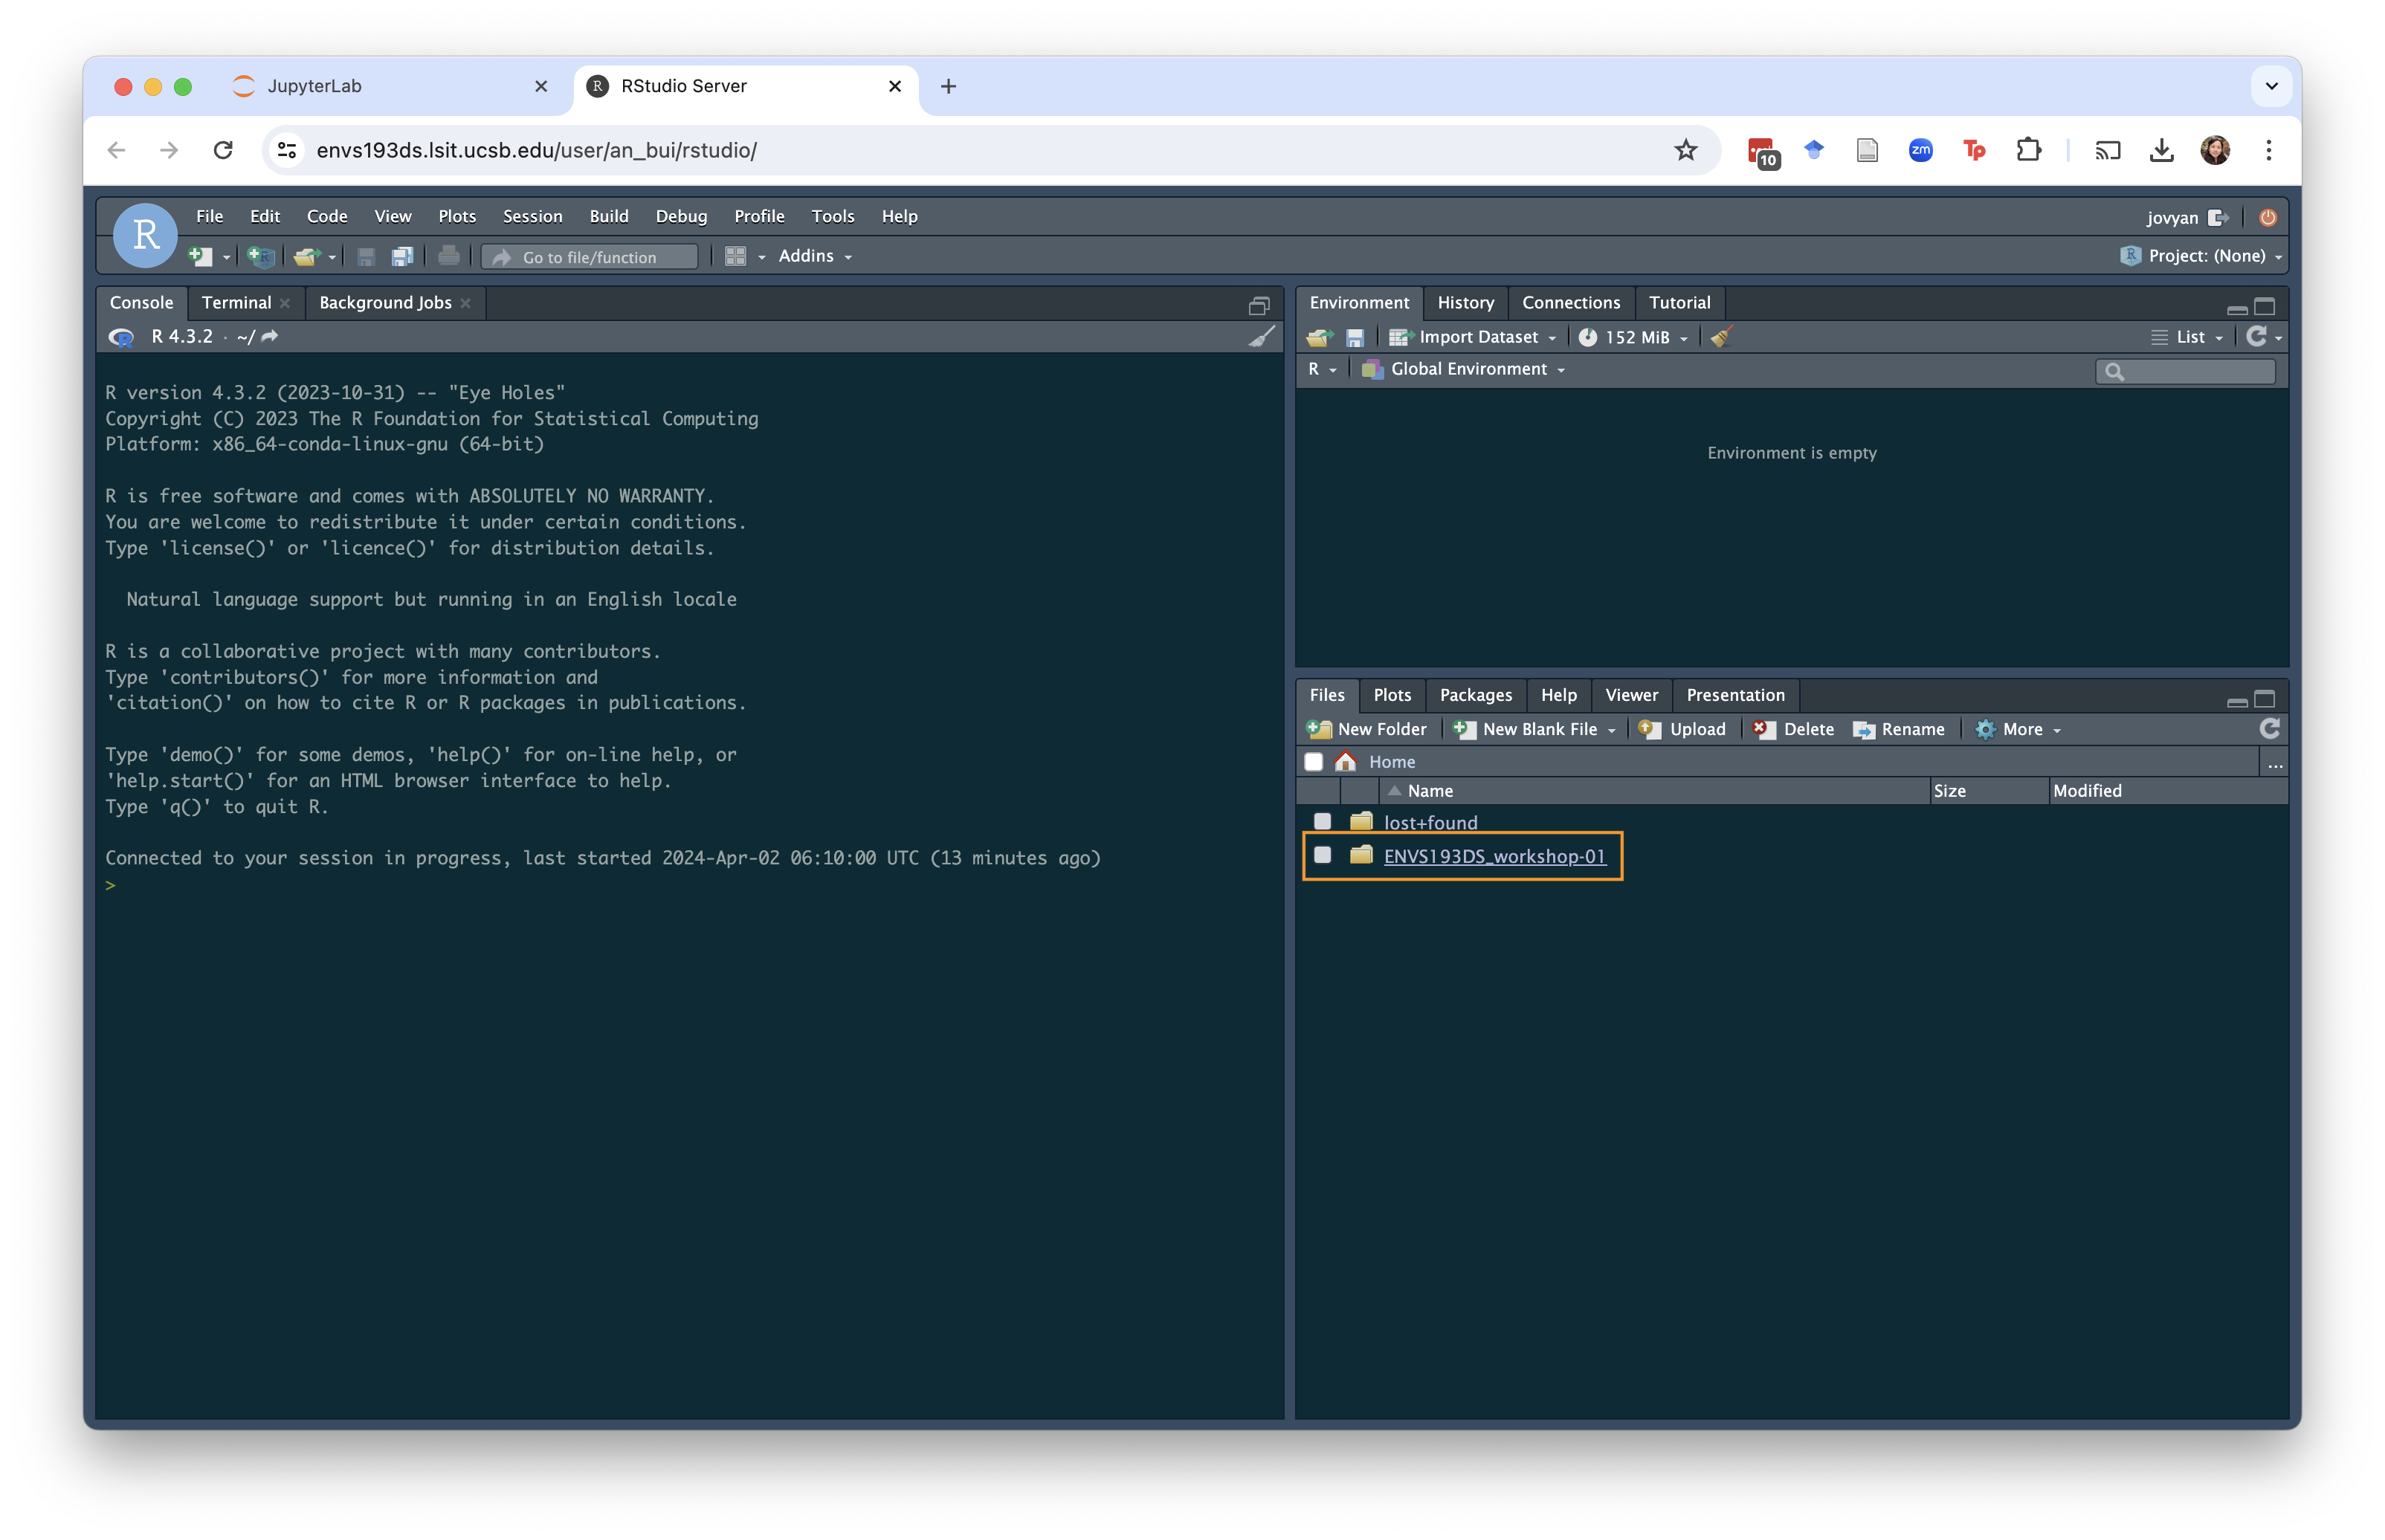 JupyterLab
RStudio Server
envs193ds.lsit.ucsb.edu/user/an_bui/rstudio/
10
zm
Tp
R
File Edit Code View Plots Session Build Debug Profile Tools Help
jovyan
Go to file/function
Addins
Project: (None)
Console Terminal Background Jobs
R 4.3.2 · ~/
R version 4.3.2 (2023-10-31) -- "Eye Holes"
Copyright (C) 2023 The R Foundation for Statistical Computing
Platform: x86_64-conda-linux-gnu (64-bit)
R is free software and comes with ABSOLUTELY NO WARRANTY.
You are welcome to redistribute it under certain conditions.
Type 'license()' or 'licence()' for distribution details.
Natural language support but running in an English locale
R is a collaborative project with many contributors.
Type 'contributors()' for more information and
'citation()' on how to cite R or R packages in publications.
Type 'demo()' for some demos, 'help()' for on-line help, or
'help.start()' for an HTML browser interface to help.
Type 'q()' to quit R.
Connected to your session in progress, last started 2024-Apr-02 06:10:00 UTC (13 minutes ago)
>
Environment History Connections Tutorial
Import Dataset 152 MiB List
R Global Environment
Environment is empty
Files Plots Packages Help Viewer Presentation
New Folder New Blank File Upload Delete Rename More
Home ...
Name Size Modified
lost+found
ENVS193DS_workshop-01